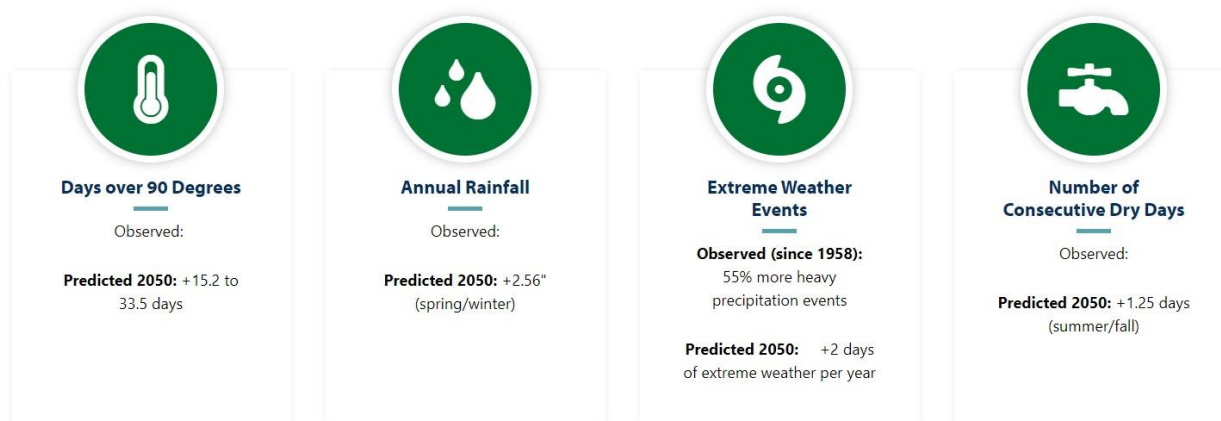 Days over 90 Degrees
Observed:
Predicted 2050: +15.2 to
33.5 days
Annual Rainfall
Observed:
Predicted 2050: +2.56"
(spring/winter)
Extreme Weather
Events
Observed (since 1958):
55% more heavy
precipitation events
Predicted 2050: +2 days
of extreme weather per year
Number of
Consecutive Dry Days
Observed:
Predicted 2050: +1.25 days
(summer/fall)